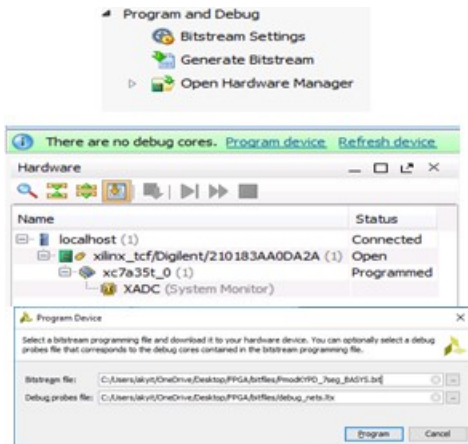 Program and Debug
Bitstream Settings
Generate Bitstream
Open Hardware Manager
There are no debug cores. Program device Refresh device
Hardware
Name Status
localhost (1) Connected
xilinx_tcf/Digilent/210183AA0DA2A (1) Open
xc7a35t_0 (1) Programmed
XADC (System Monitor)
Program Device
Select a bitstream programming file and download it to your hardware device. You can optionally select a debug
probes file that corresponds to the debug cores contained in the bitstream programming file.
Bitstream file: C:/Users/akyit/OneDrive/Desktop/FPGA/bitfiles/PmodKYPD_7seg_BASYS.bit
Debug probes file: C:/Users/akyit/OneDrive/Desktop/FPGA/bitfiles/debug_nets.ltx
Program Cancel